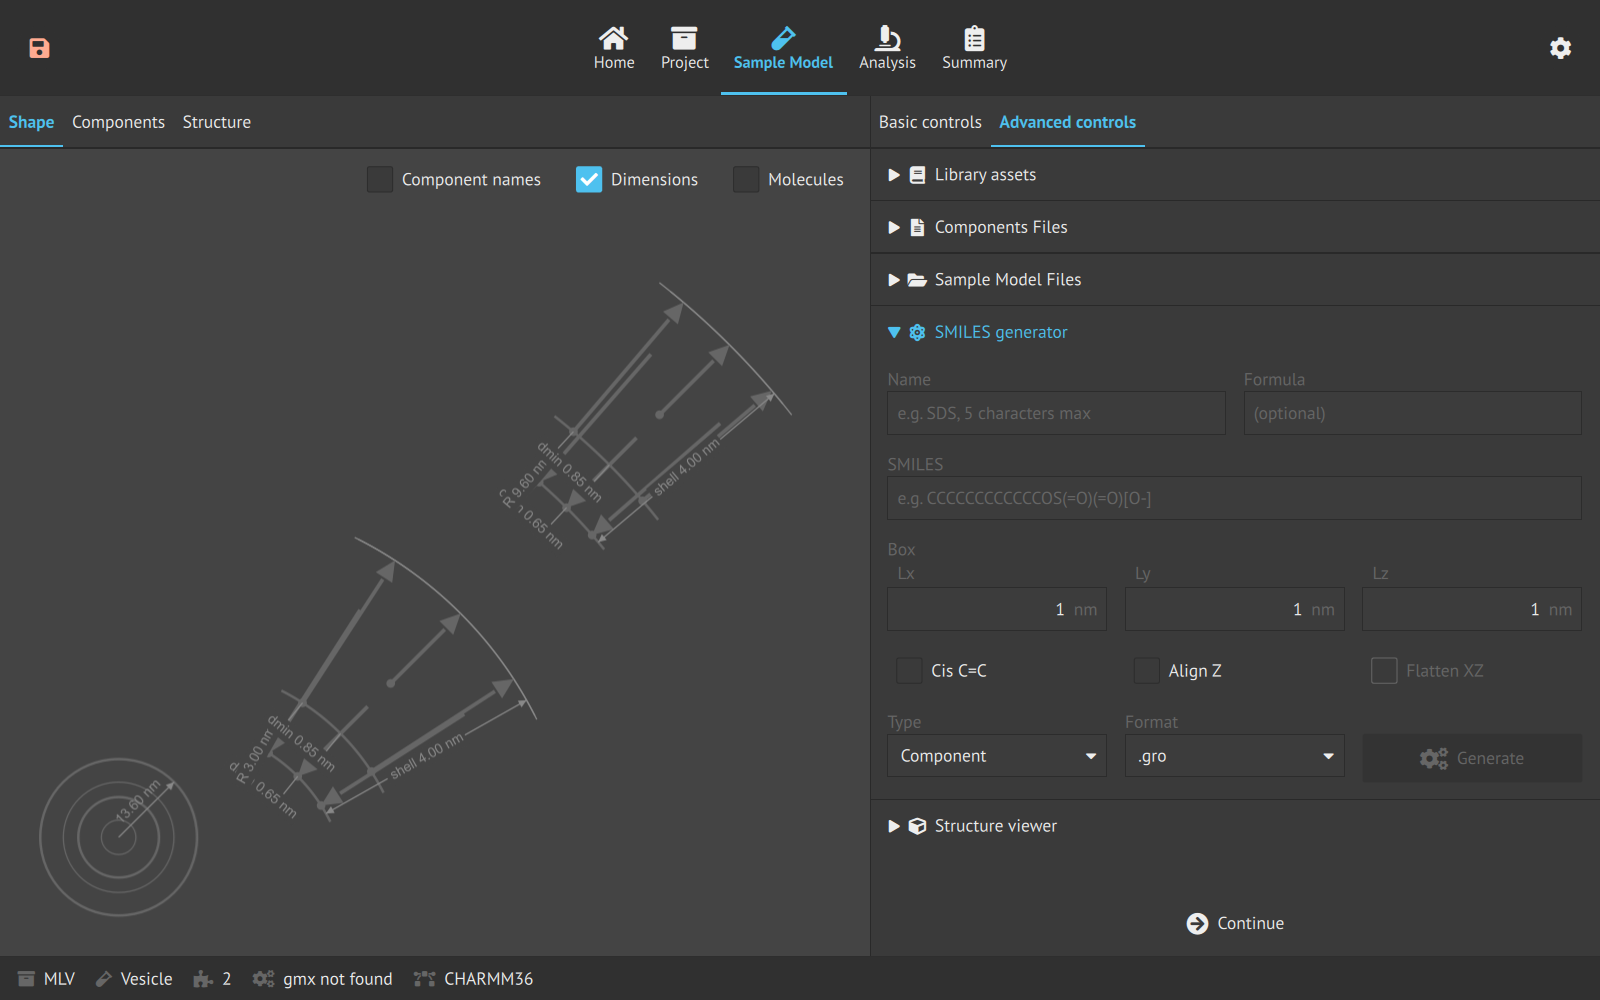 Home
Project
Sample Model
Analysis
Summary
Shape
Components
Structure
Basic controls
Advanced controls
Component names
Dimensions
Molecules
Library assets
Components Files
Sample Model Files
SMILES generator
Name
Formula
e.g. SDS, 5 characters max
(optional)
SMILES
e.g. CCCCCCCCCCCCOS(=O)(=O)[O-]
Box
Lx
Ly
Lz
1 nm
1 nm
1 nm
Cis C=C
Align Z
Flatten XZ
Type
Format
Component
.gro
Generate
Structure viewer
Continue
dmin 0.85 nm
R 9.60 nm
0.65 nm
shell 4.00 nm
dmin 0.85 nm
R 3.00 nm
0.65 nm
shell 4.00 nm
13.60 nm
MLV
Vesicle
2
gmx not found
CHARMM36